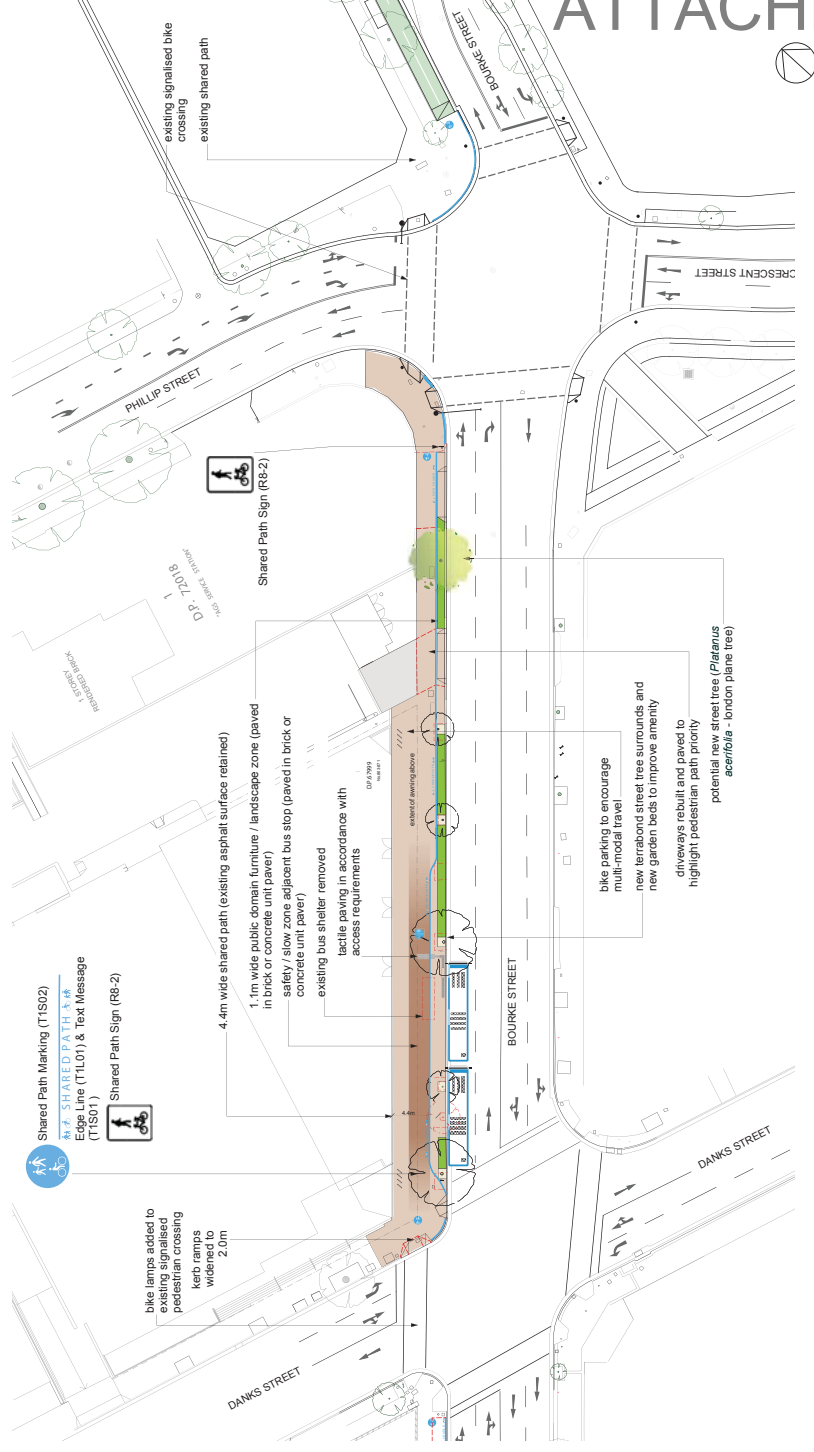 ATTACH
existing signalised bike
crossing
existing shared path
BOURKE STREET
CRESCENT STREET
PHILLIP STREET
Shared Path Sign (R8-2)
1
D.P. 72018
"AGL SERVICE STATION"
1 STOREY
RENDERED BRICK
4.4m wide shared path (existing asphalt surface retained)
1.1m wide public domain furniture / landscape zone (paved
in brick or concrete unit paver)
safety / slow zone adjacent bus stop (paved in brick or
concrete unit paver)
existing bus shelter removed
tactile paving in accordance with
access requirements
DP.67999
extent of awning above
bike parking to encourage
multi-modal travel
new terrabond street tree surrounds and
new garden beds to improve amenity
driveways rebuilt and paved to
highlight pedestrian path priority
potential new street tree (Platanus
acerifolia - london plane tree)
BOURKE STREET
Shared Path Marking (T1S02)
SHARED PATH
Edge Line (T1L01) & Text Message
(T1S01 )
Shared Path Sign (R8-2)
4.4m
bike lamps added to
existing signalised
pedestrian crossing
kerb ramps
widened to
2.0m
DANKS STREET
DANKS STREET